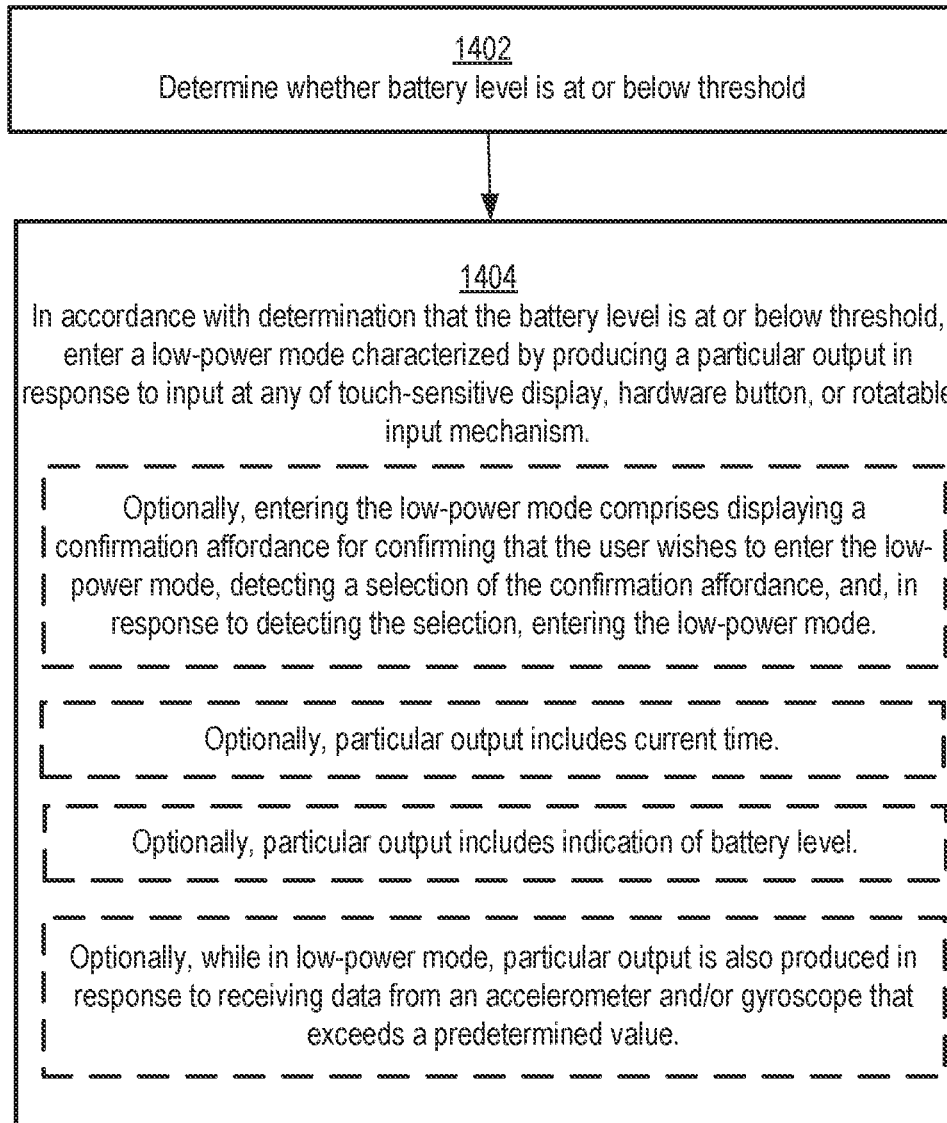 1402
Determine whether battery level is at or below threshold
1404
In accordance with determination that the battery level is at or below threshold,
enter a low-power mode characterized by producing a particular output in
response to input at any of touch-sensitive display, hardware button, or rotatable
input mechanism.
Optionally, entering the low-power mode comprises displaying a
confirmation affordance for confirming that the user wishes to enter the low-
power mode, detecting a selection of the confirmation affordance, and, in
response to detecting the selection, entering the low-power mode.
Optionally, particular output includes current time.
Optionally, particular output includes indication of battery level.
Optionally, while in low-power mode, particular output is also produced in
response to receiving data from an accelerometer and/or gyroscope that
exceeds a predetermined value.